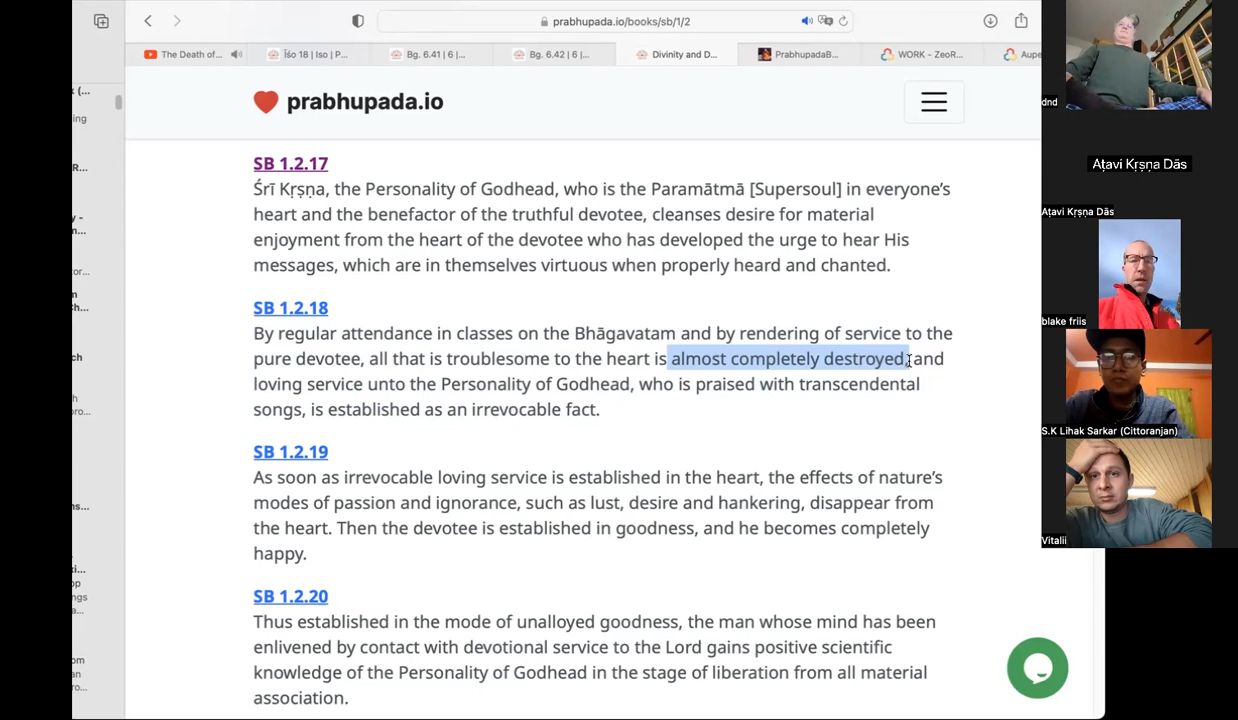 prabhupada.io/books/sb/1/2
The Death of...
Īśo 18 | Iso | P...
Bg. 6.41 | 6 |...
Bg. 6.42 | 6 |...
Divinity and D...
PrabhupadaB...
WORK - ZeoR...
Aupe
prabhupada.io
SB 1.2.17
Śrī Kṛṣṇa, the Personality of Godhead, who is the Paramātmā [Supersoul] in everyone's
heart and the benefactor of the truthful devotee, cleanses desire for material
enjoyment from the heart of the devotee who has developed the urge to hear His
messages, which are in themselves virtuous when properly heard and chanted.
SB 1.2.18
By regular attendance in classes on the Bhāgavatam and by rendering of service to the
pure devotee, all that is troublesome to the heart is almost completely destroyed, and
loving service unto the Personality of Godhead, who is praised with transcendental
songs, is established as an irrevocable fact.
SB 1.2.19
As soon as irrevocable loving service is established in the heart, the effects of nature's
modes of passion and ignorance, such as lust, desire and hankering, disappear from
the heart. Then the devotee is established in goodness, and he becomes completely
happy.
SB 1.2.20
Thus established in the mode of unalloyed goodness, the man whose mind has been
enlivened by contact with devotional service to the Lord gains positive scientific
knowledge of the Personality of Godhead in the stage of liberation from all material
association.
dnd
Aṭavi Kṛṣṇa Dās
Aṭavi Kṛṣṇa Dās
blake friis
S.K Lihak Sarkar (Cittoranjan)
Vitalii